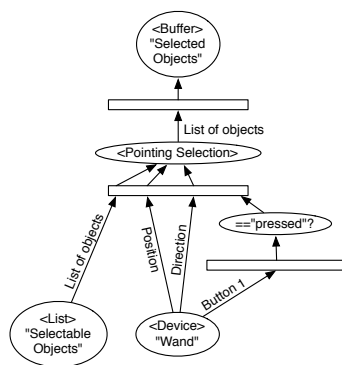 <Buffer>
"Selected
Objects"
List of objects
<Pointing Selection>
=="pressed"?
List of objects
Position
Direction
Button 1
<List>
"Selectable
Objects"
<Device>
"Wand"